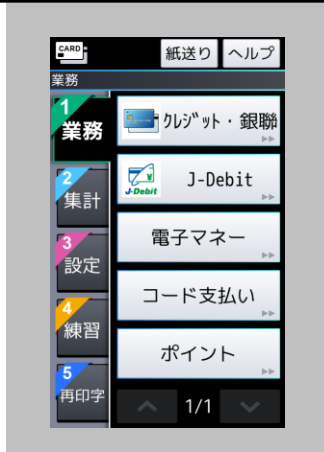 CARD
紙送り
ヘルプ
業務
1
業務
クレジット・銀聯
2
集計
J-Debit
J-Debit
3
設定
電子マネー
4
練習
コード支払い
5
再印字
ポイント
1/1